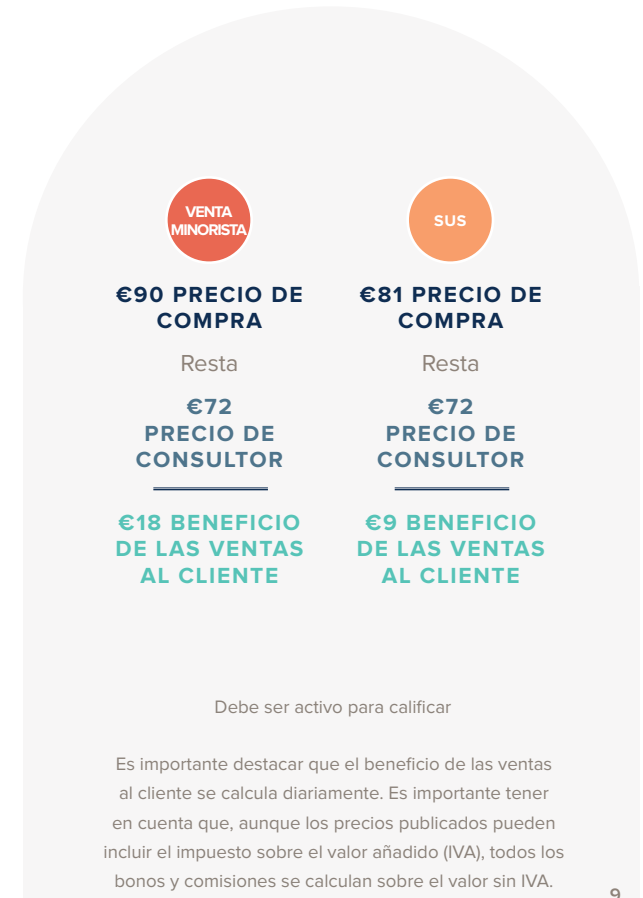 VENTA
MINORISTA
€90 PRECIO DE
COMPRA
Resta
€72
PRECIO DE
CONSULTOR
€18 BENEFICIO
DE LAS VENTAS
AL CLIENTE
SUS
€81 PRECIO DE
COMPRA
Resta
€72
PRECIO DE
CONSULTOR
€9 BENEFICIO
DE LAS VENTAS
AL CLIENTE
Debe ser activo para calificar
Es importante destacar que el beneficio de las ventas
al cliente se calcula diariamente. Es importante tener
en cuenta que, aunque los precios publicados pueden
incluir el impuesto sobre el valor añadido (IVA), todos los
bonos y comisiones se calculan sobre el valor sin IVA.
9